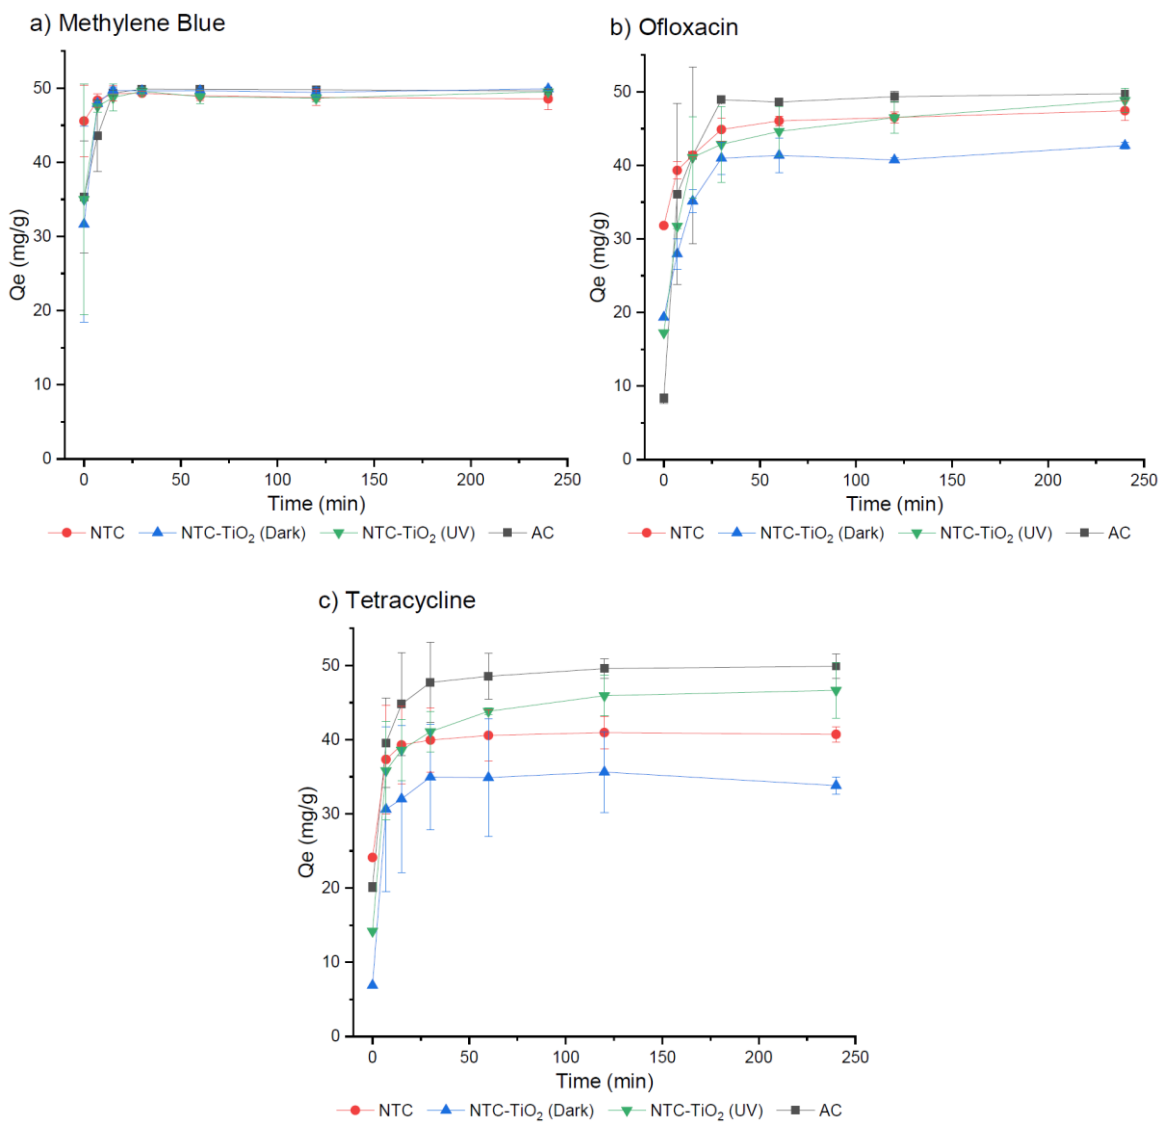 a) Methylene Blue
50
40
30
20
10
0
Qe (mg/g)
0 50 100 150 200 250
Time (min)
NTC NTC-TiO₂ (Dark) NTC-TiO₂ (UV) AC
b) Ofloxacin
50
40
30
20
10
0
Qe (mg/g)
0 50 100 150 200 250
Time (min)
NTC NTC-TiO₂ (Dark) NTC-TiO₂ (UV) AC
c) Tetracycline
50
40
30
20
10
0
Qe (mg/g)
0 50 100 150 200 250
Time (min)
NTC NTC-TiO₂ (Dark) NTC-TiO₂ (UV) AC